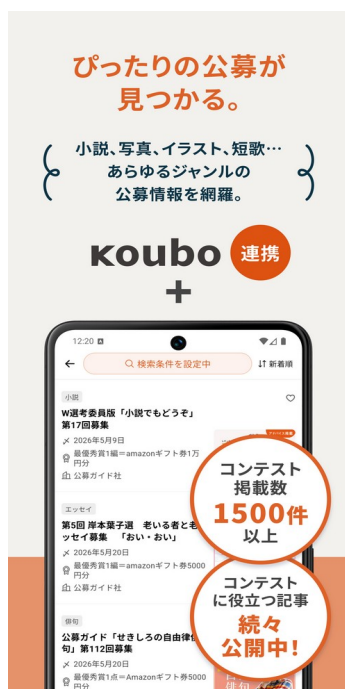 ぴったりの公募が
見つかる。
小説、写真、イラスト、短歌…
あらゆるジャンルの
公募情報を網羅。
koubo 連携
+
12:20
← 検索条件を設定中 ↓↑ 新着順
小説
W選考委員版「小説でもどうぞ」
第17回募集
2026年5月9日
最優秀賞1編=amazonギフト券1万
円分
公募ガイド社
コンテスト
掲載数
1500件
以上
エッセイ
第5回 岸本葉子選 老いる者と
ッセイ募集 「おい・おい」
2026年5月20日
最優秀賞1編=amazonギフト券5000
円分
公募ガイド社
コンテスト
に役立つ記事
続々
公開中!
俳句
公募ガイド「せきしろの自由律
句」第112回募集
2026年5月20日
最優秀賞1点=Amazonギフト券5000
円分